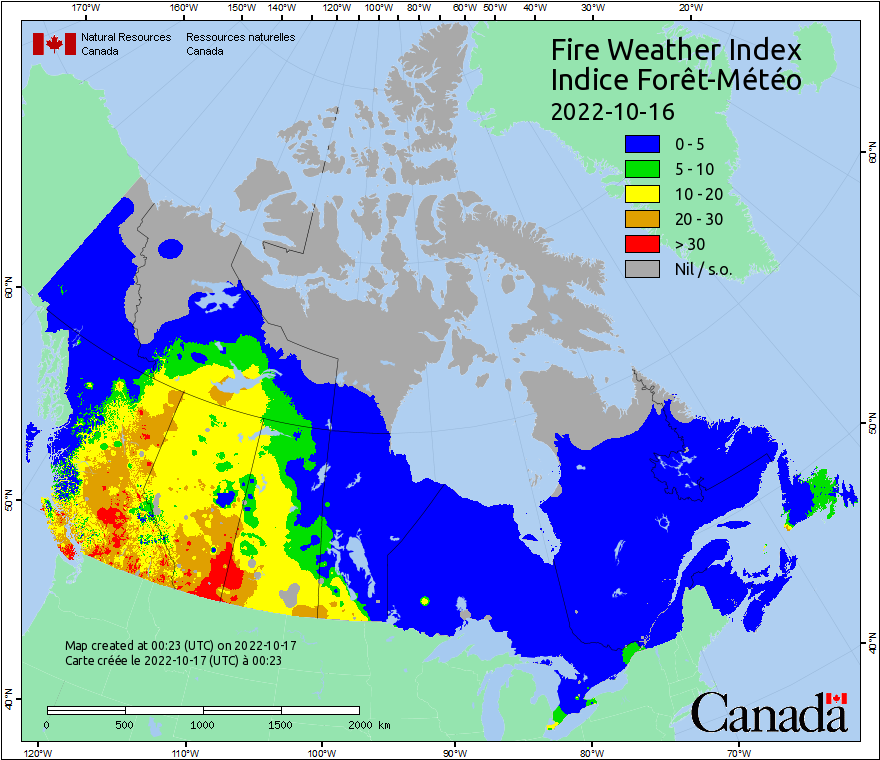 170°W 160°W 150°W 140°W 130°W 120°W 110°W 100°W 90°W 80°W 70°W 60°W 50°W 40°W 30°W 20°W
Natural Resources Ressources naturelles
Canada Canada
Fire Weather Index
Indice Forêt-Météo
2022-10-16
0 - 5
5 - 10
10 - 20
20 - 30
> 30
Nil / s.o.
60°N
60°N
50°N
50°N
40°N
40°N
Map created at 00:23 (UTC) on 2022-10-17
Carte créée le 2022-10-17 (UTC) à 00:23
0 500 1000 1500 2000 km
Canada
120°W 110°W 100°W 90°W 80°W 70°W